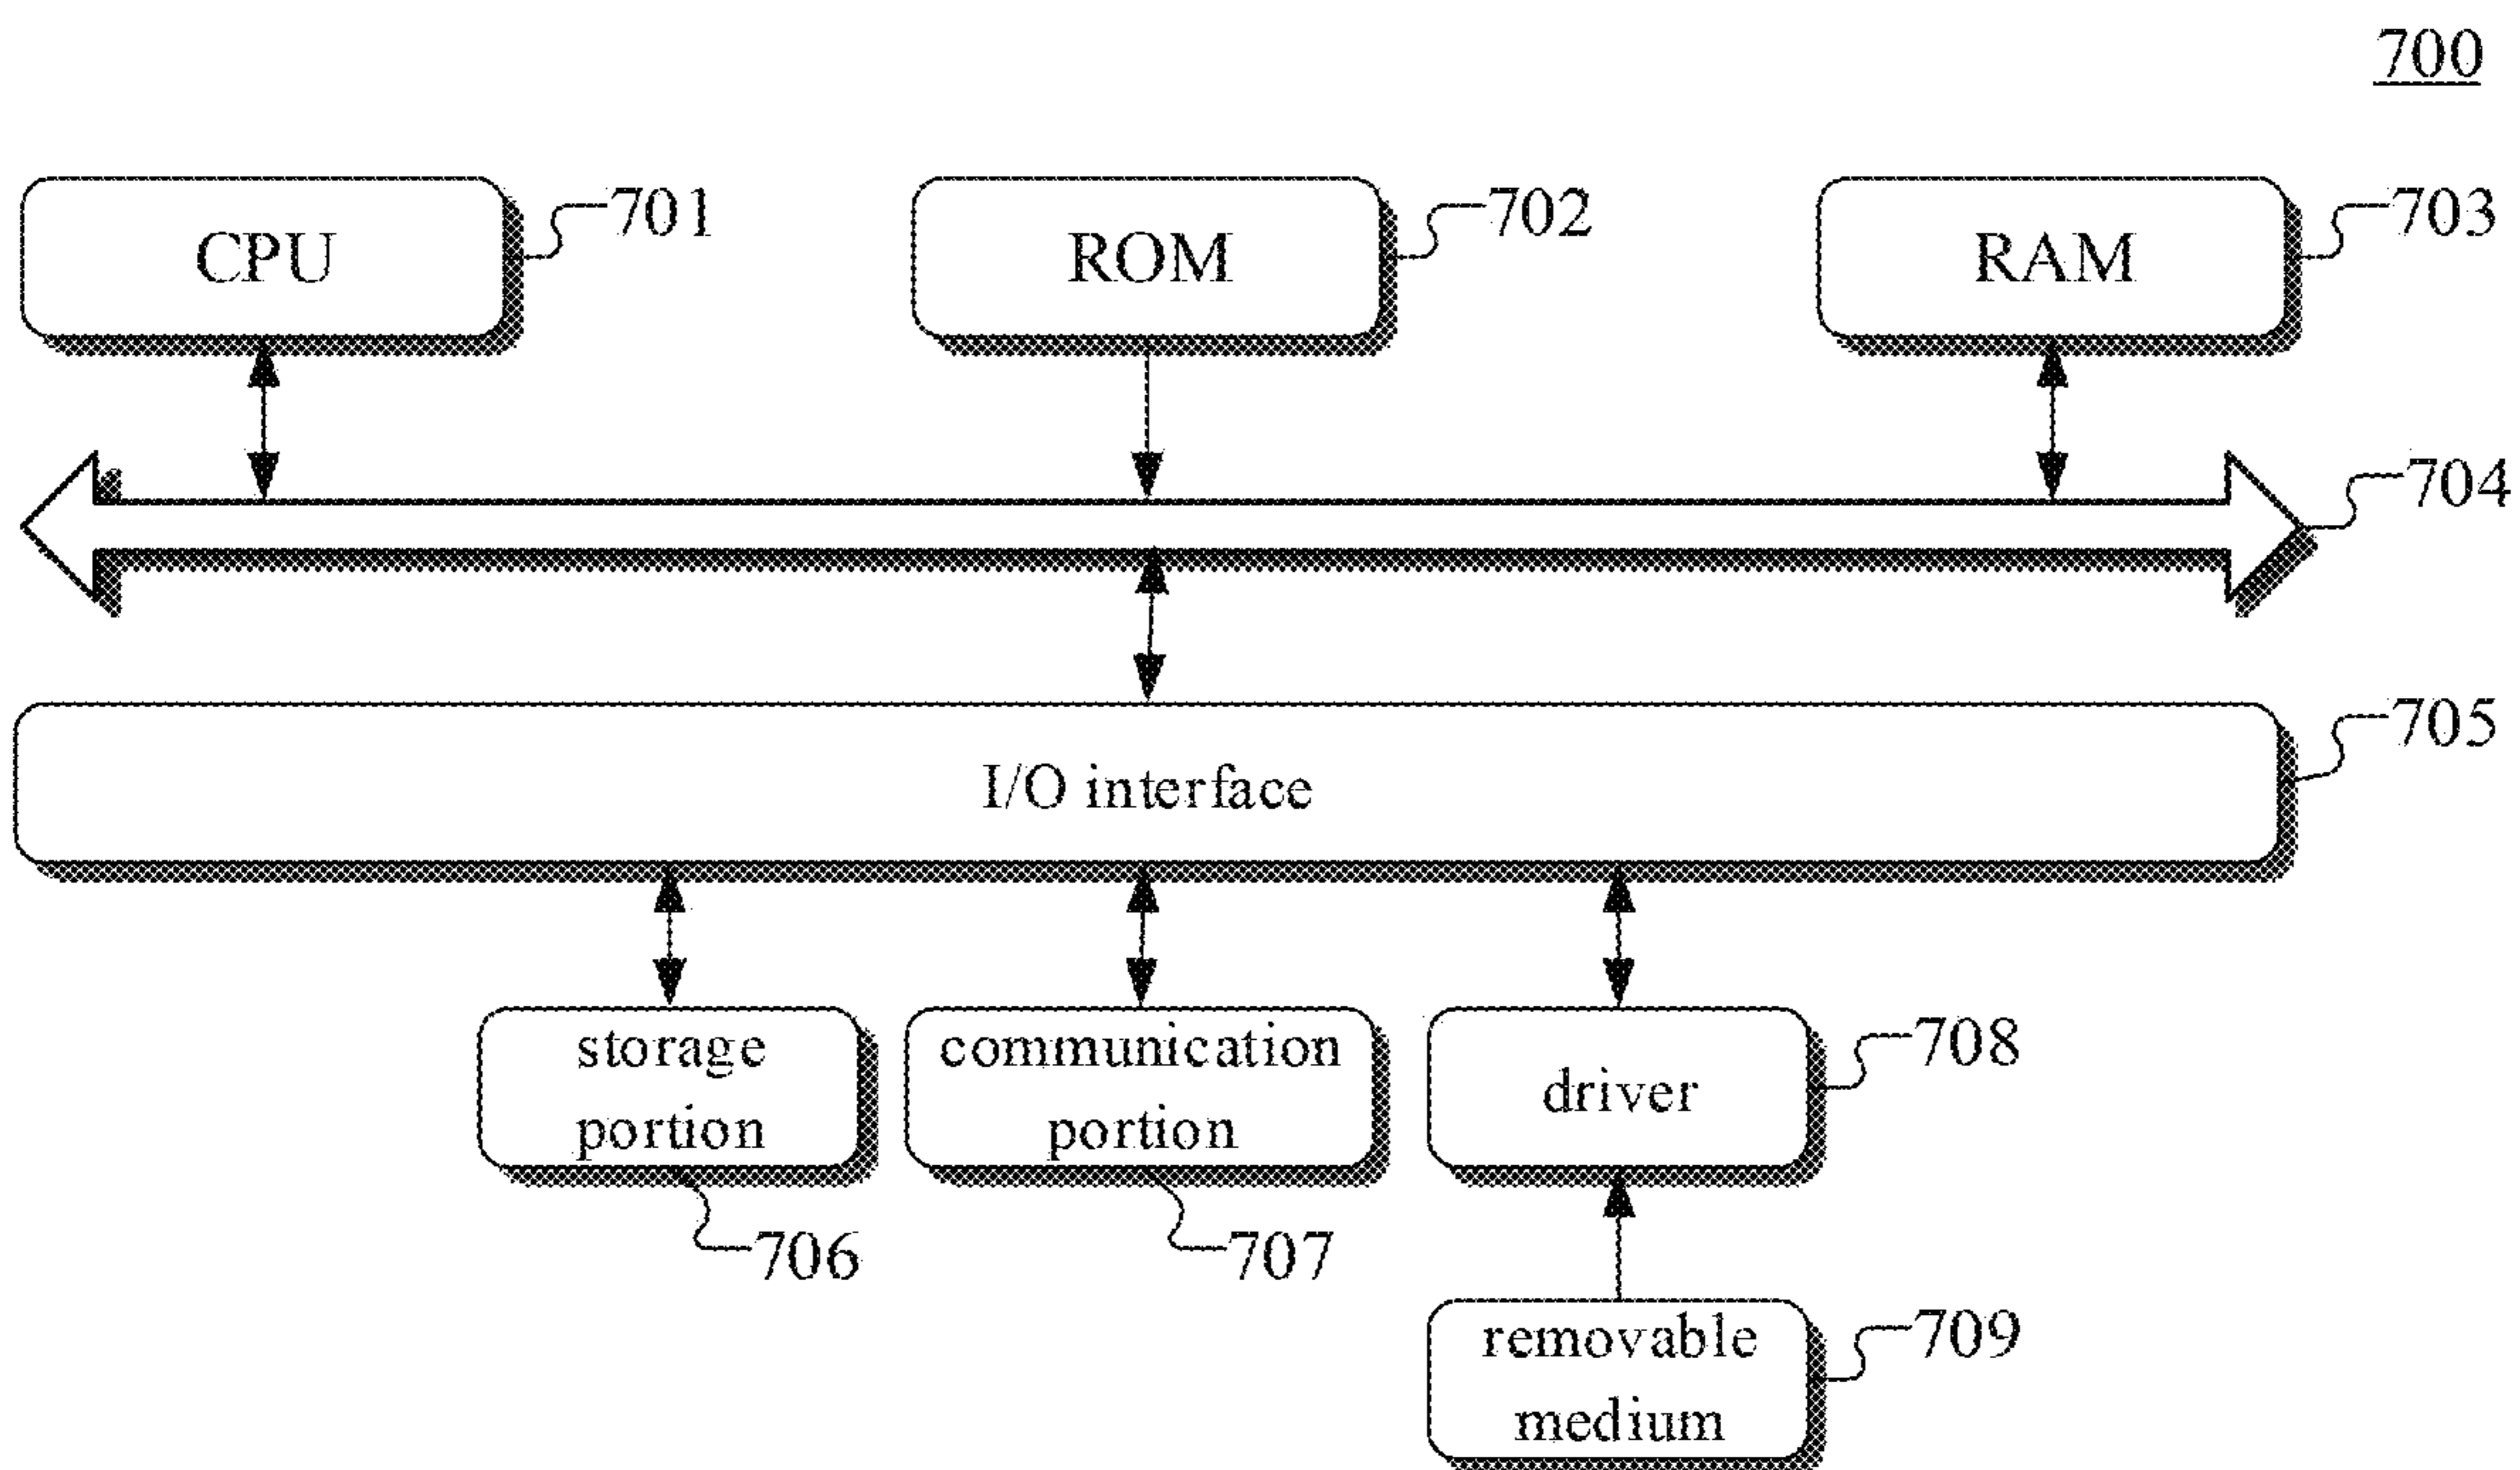 700
CPU
701
ROM
702
RAM
703
704
I/O interface
705
storage
portion
706
communication
portion
707
driver
708
removable
medium
709